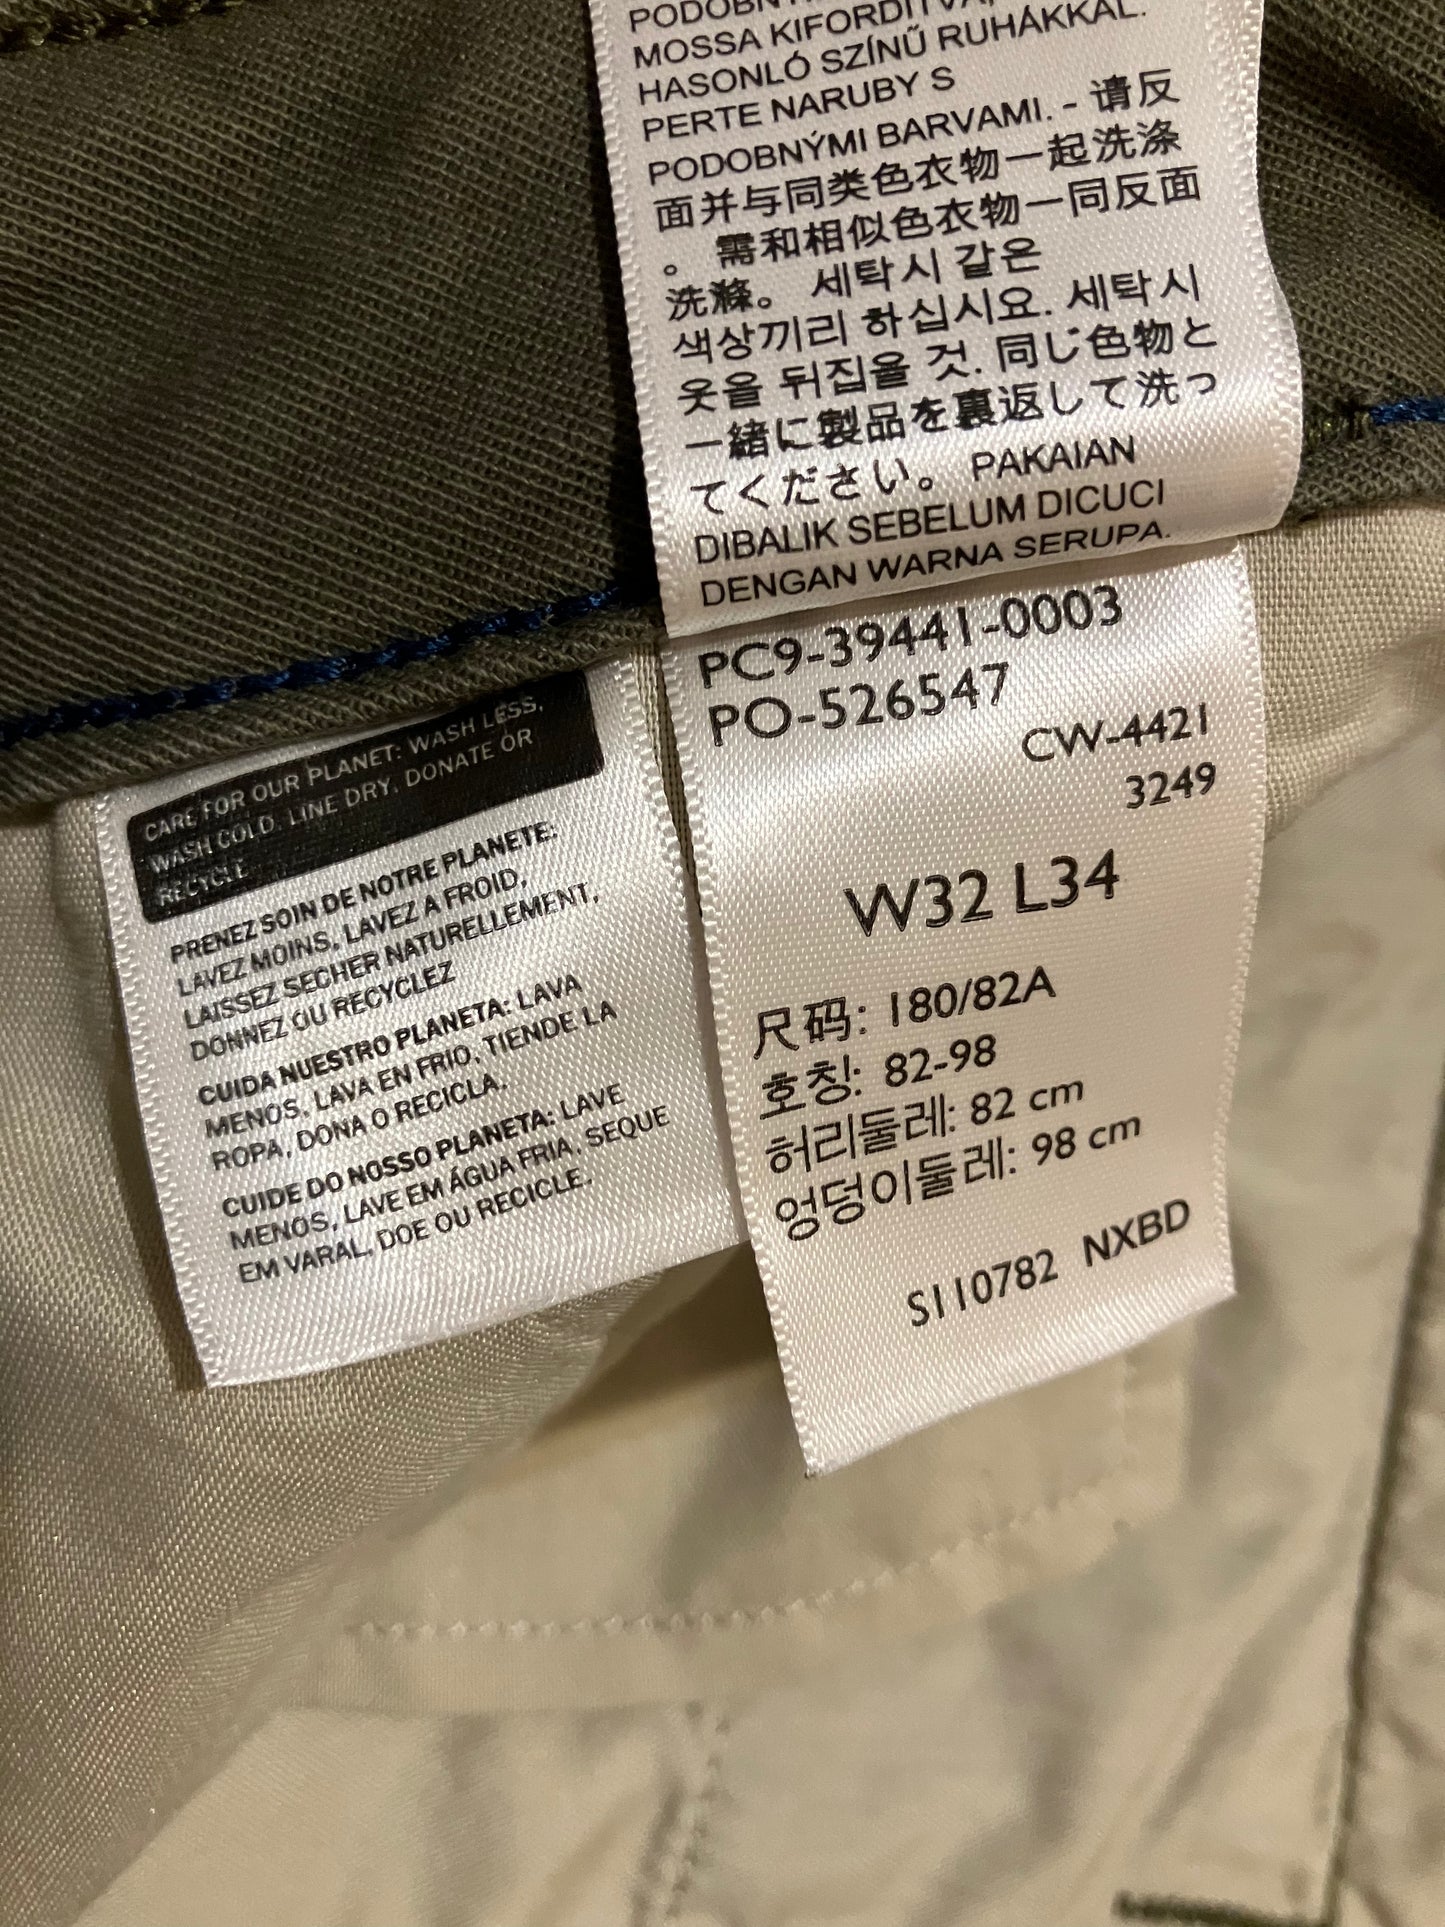 MOSSA KIFORDÍTVA,
HASONLÓ SZÍNŰ RUHÁKKAL.
PERTE NARUBY S
PODOBNÝMI BARVAMI. - 请反
面并与同类色衣物一起洗涤
。 需和相似色衣物一同反面
洗滌。 세탁시 같은
색상끼리 하십시요. 세탁시
옷을 뒤집을 것. 同じ色物と
一緒に製品を裏返して洗っ
てください。 PAKAIAN
DIBALIK SEBELUM DICUCI
DENGAN WARNA SERUPA.
CARE FOR OUR PLANET: WASH LESS,
WASH COLD, LINE DRY, DONATE OR
RECYCLE
PRENEZ SOIN DE NOTRE PLANETE:
LAVEZ MOINS, LAVEZ A FROID,
LAISSEZ SECHER NATURELLEMENT,
DONNEZ OU RECYCLEZ
CUIDA NUESTRO PLANETA: LAVA
MENOS, LAVA EN FRIO, TIENDE LA
ROPA, DONA O RECICLA.
CUIDE DO NOSSO PLANETA: LAVE
MENOS, LAVE EM ÁGUA FRIA, SEQUE
EM VARAL, DOE OU RECICLE.
PC9-39441-0003
PO-526547
CW-4421
3249
W32 L34
尺码: 180/82A
호칭: 82-98
허리둘레: 82 cm
엉덩이둘레: 98 cm
S110782 NXBD